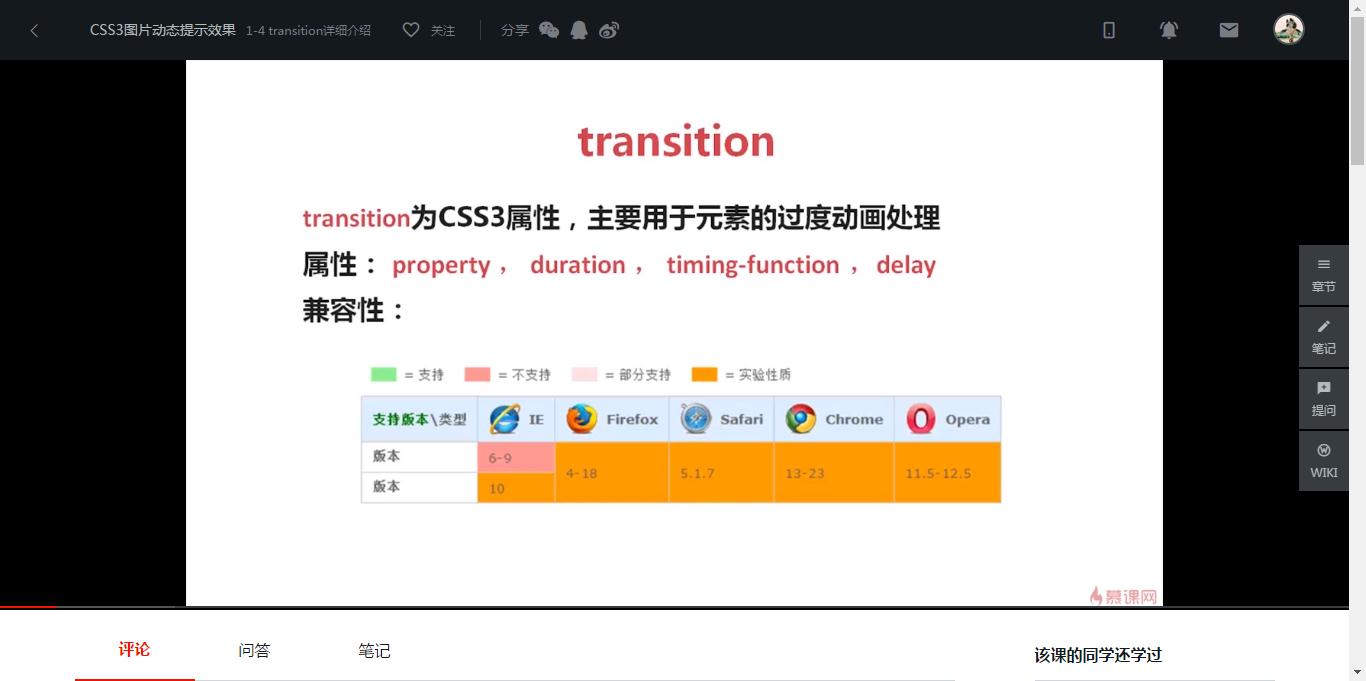 CSS3图片动态提示效果 1-4 transition详细介绍 关注 分享
transition
transition为CSS3属性，主要用于元素的过度动画处理
属性： property ， duration ， timing-function ， delay
兼容性：
= 支持 = 不支持 = 部分支持 = 实验性质
支持版本\类型 IE Firefox Safari Chrome Opera
版本 6-9
4-18 5.1.7 13-23 11.5-12.5
版本 10
慕课网
章节
笔记
提问
WIKI
评论 问答 笔记
该课的同学还学过